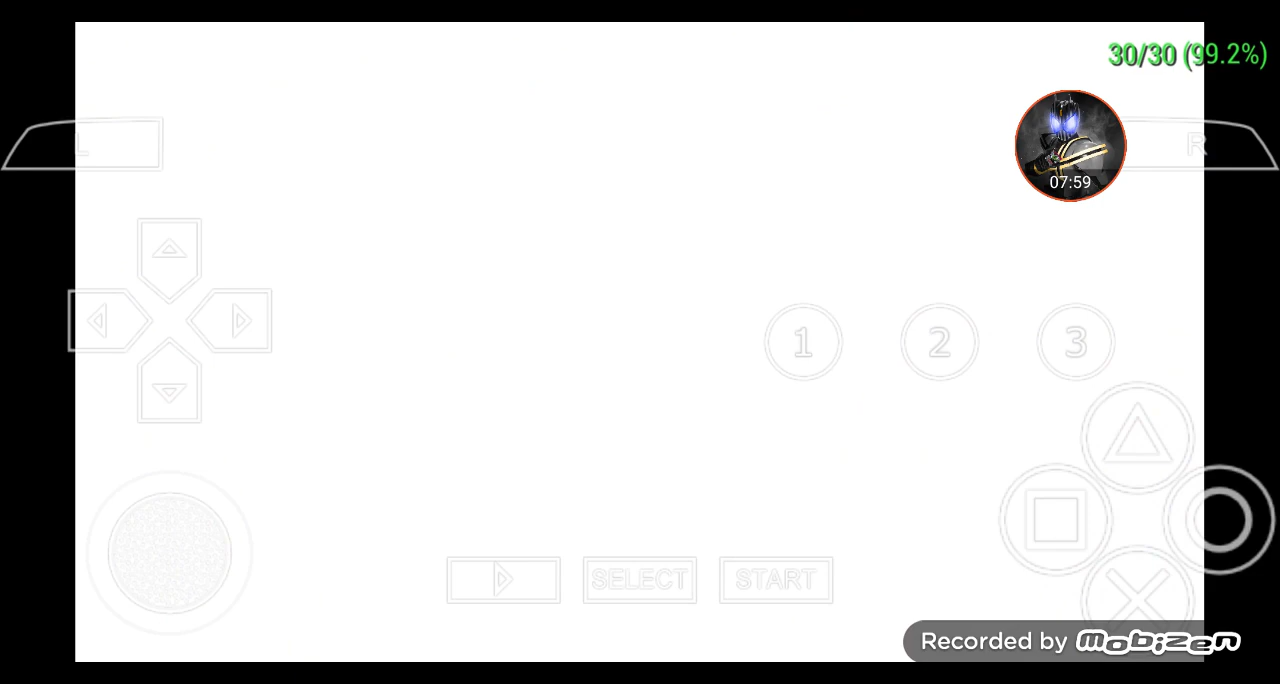 30/30 (99.2%)
L
R
07:59
1 2 3
SELECT START
Recorded by Mobizen